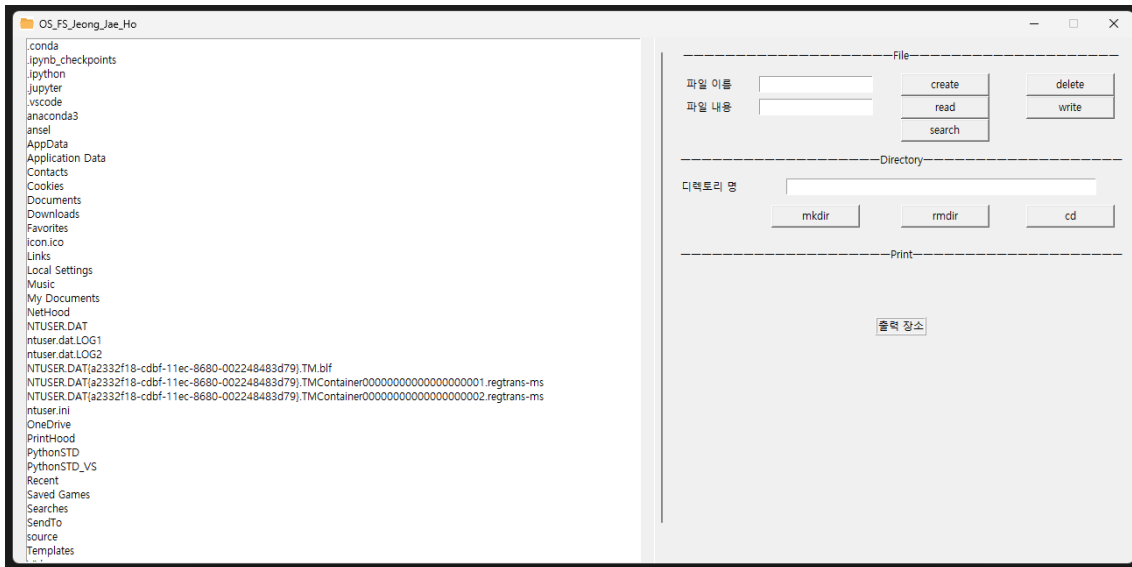 OS_FS_Jeong_Jae_Ho
.conda
.ipynb_checkpoints
.ipython
.jupyter
.vscode
anaconda3
ansel
AppData
Application Data
Contacts
Cookies
Documents
Downloads
Favorites
icon.ico
Links
Local Settings
Music
My Documents
NetHood
NTUSER.DAT
ntuser.dat.LOG1
ntuser.dat.LOG2
NTUSER.DAT{a2332f18-cdbf-11ec-8680-002248483d79}.TM.blf
NTUSER.DAT{a2332f18-cdbf-11ec-8680-002248483d79}.TMContainer00000000000000000001.regtrans-ms
NTUSER.DAT{a2332f18-cdbf-11ec-8680-002248483d79}.TMContainer00000000000000000002.regtrans-ms
ntuser.ini
OneDrive
PrintHood
PythonSTD
PythonSTD_VS
Recent
Saved Games
Searches
SendTo
source
Templates
File
파일 이름 create delete
파일 내용 read write
search
Directory
디렉토리 명
mkdir rmdir cd
Print
출력 장소